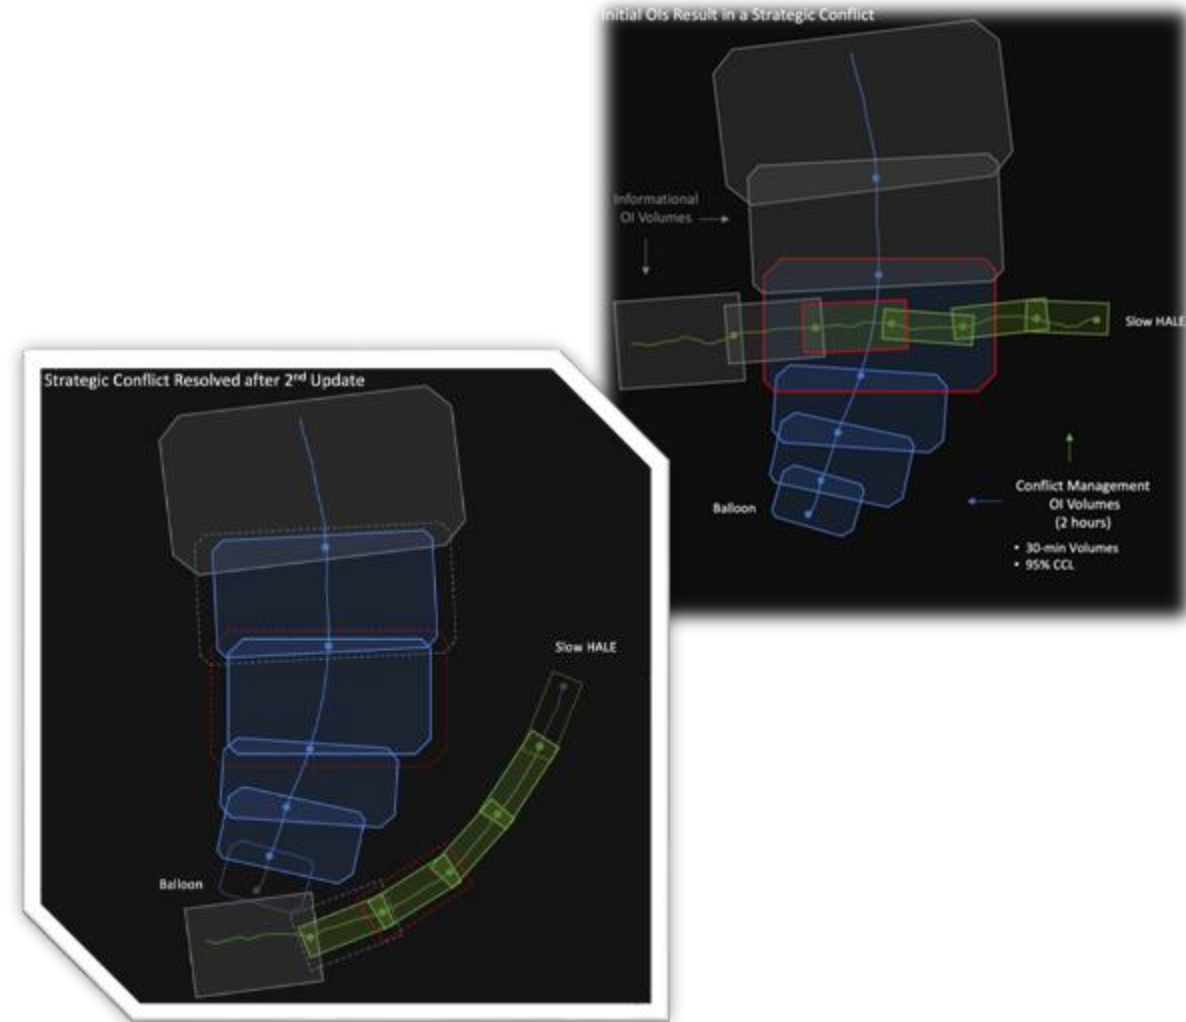 Initial OIs Result in a Strategic Conflict
Informational
OI Volumes
Slow HALE
Balloon
Conflict Management
OI Volumes
(2 hours)
• 30-min Volumes
• 95% CCL
Strategic Conflict Resolved after 2nd Update
Slow HALE
Balloon